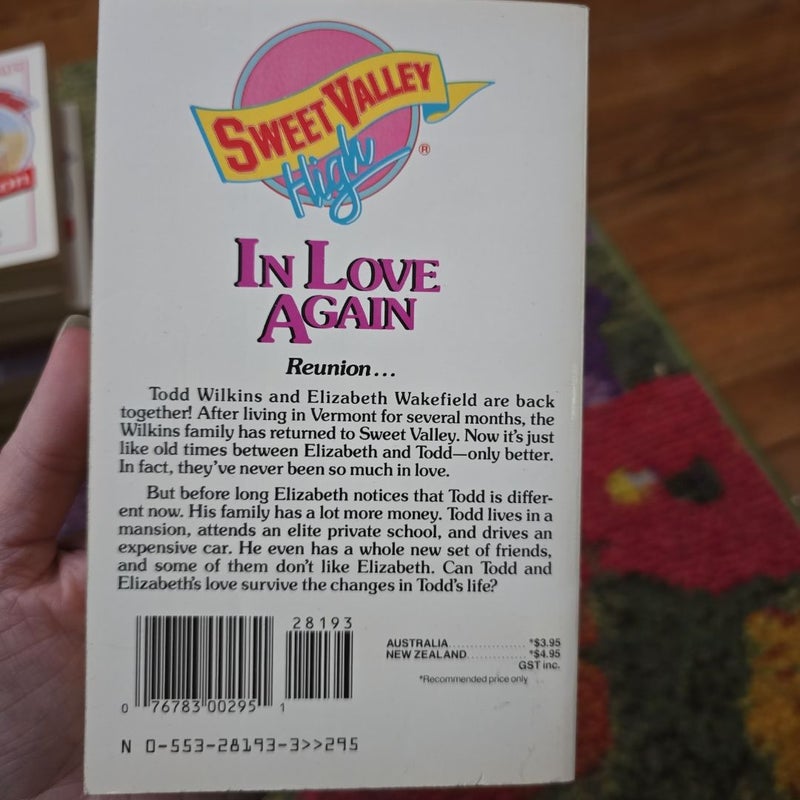 SWEET VALLEY
High
®
IN LOVE
AGAIN
Reunion...
Todd Wilkins and Elizabeth Wakefield are back
together! After living in Vermont for several months, the
Wilkins family has returned to Sweet Valley. Now it's just
like old times between Elizabeth and Todd—only better.
In fact, they've never been so much in love.
But before long Elizabeth notices that Todd is differ-
ent now. His family has a lot more money. Todd lives in a
mansion, attends an elite private school, and drives an
expensive car. He even has a whole new set of friends,
and some of them don't like Elizabeth. Can Todd and
Elizabeth's love survive the changes in Todd's life?
28193
AUSTRALIA................*$3.95
NEW ZEALAND............*$4.95
GST inc.
*Recommended price only
0 76783 00295 1
N 0-553-28193-3>>295